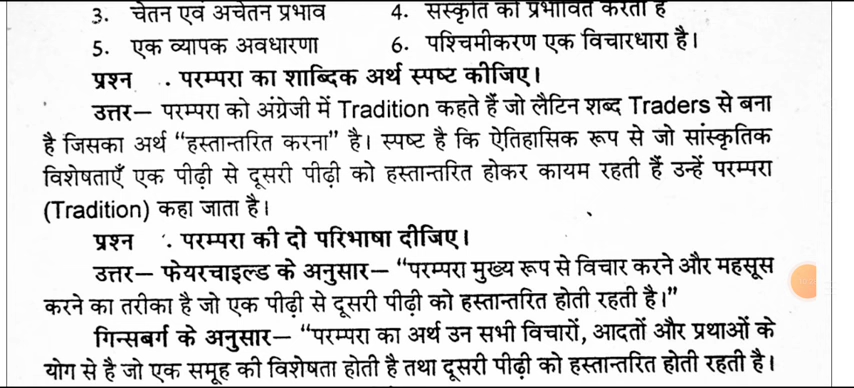 3. चेतन एवं अचेतन प्रभाव 4. संस्कृति को प्रभावित करता है
5. एक व्यापक अवधारणा 6. पश्चिमीकरण एक विचारधारा है।
प्रश्न . परम्परा का शाब्दिक अर्थ स्पष्ट कीजिए।
उत्तर— परम्परा को अंग्रेजी में Tradition कहते हैं जो लैटिन शब्द Traders से बना
है जिसका अर्थ “हस्तान्तरित करना” है। स्पष्ट है कि ऐतिहासिक रूप से जो सांस्कृतिक
विशेषताएँ एक पीढ़ी से दूसरी पीढ़ी को हस्तान्तरित होकर कायम रहती हैं उन्हें परम्परा
(Tradition) कहा जाता है।
प्रश्न . परम्परा की दो परिभाषा दीजिए।
उत्तर— फेयरचाइल्ड के अनुसार— “परम्परा मुख्य रूप से विचार करने और महसूस
करने का तरीका है जो एक पीढ़ी से दूसरी पीढ़ी को हस्तान्तरित होती रहती है।”
गिन्सबर्ग के अनुसार— “परम्परा का अर्थ उन सभी विचारों, आदतों और प्रथाओं के
योग से है जो एक समूह की विशेषता होती है तथा दूसरी पीढ़ी को हस्तान्तरित होती रहती है।